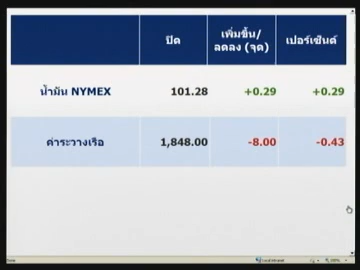 ปิด
เพิ่มขึ้น/
ลดลง (จุด)
เปอร์เซ็นต์
น้ำมัน NYMEX 101.28 +0.29 +0.29
ค่าระวางเรือ 1,848.00 -8.00 -0.43